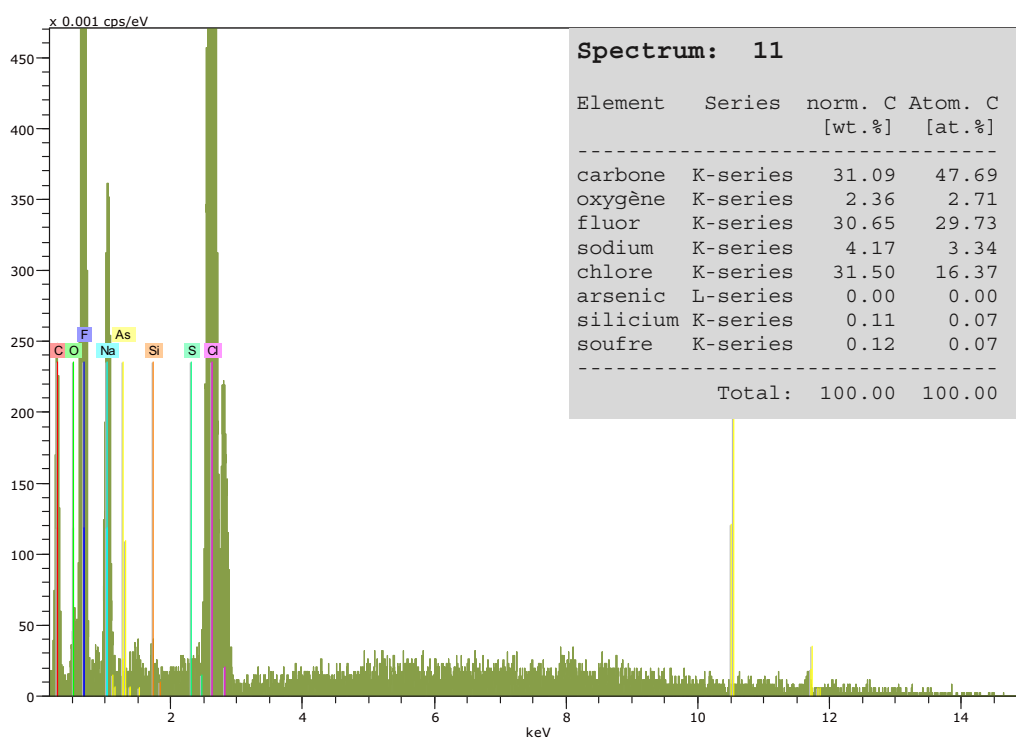 x 0.001 cps/eV
Spectrum: 11
Element Series norm. C Atom. C
[wt.%] [at.%]
-----------------------------------
carbone K-series 31.09 47.69
oxygène K-series 2.36 2.71
fluor K-series 30.65 29.73
sodium K-series 4.17 3.34
chlore K-series 31.50 16.37
arsenic L-series 0.00 0.00
silicium K-series 0.11 0.07
soufre K-series 0.12 0.07
-----------------------------------
Total: 100.00 100.00
450
400
350
300
250
200
150
100
50
0
F As
C O Na Si S Cl
2 4 6 8 10 12 14
keV